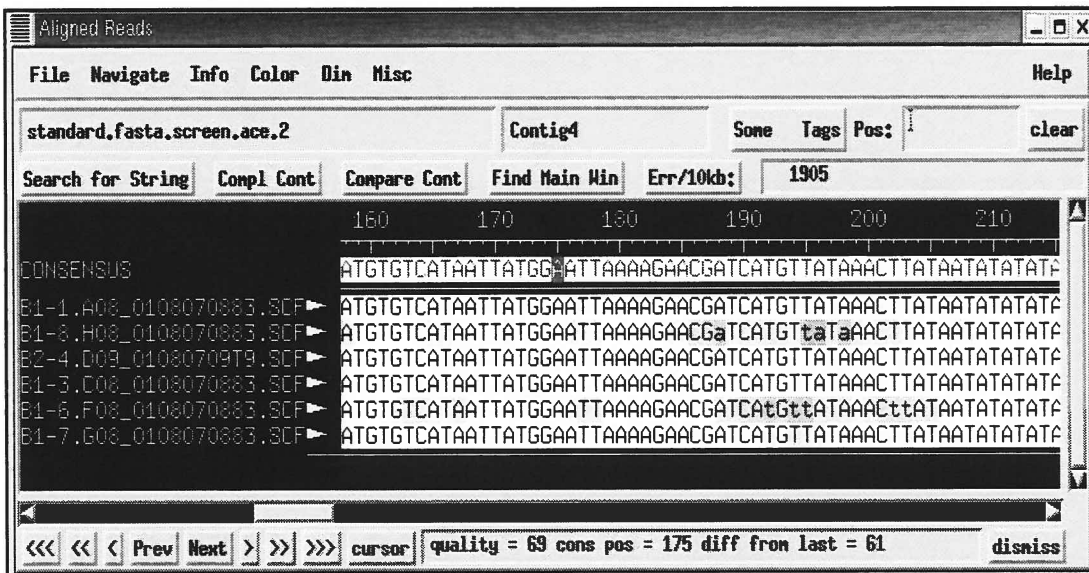 Aligned Reads
File Navigate Info Color Dim Misc Help
standard.fasta.screen.ace.2 Contig4 Some Tags Pos: clear
Search for String Compl Cont Compare Cont Find Main Win Err/10kb: 1905
160 170 180 190 200 210
CONSENSUS ATGTGTCATAATTATGGAATTAAAAGAACGATCATGTTATAAACTTATAATATATATA
B1-1.A08_0108070883.SCF ATGTGTCATAATTATGGAATTAAAAGAACGATCATGTTATAAACTTATAATATATATA
B1-8.H08_0108070883.SCF ATGTGTCATAATTATGGAATTAAAAGAACGaTCATGTtaTaAACTTATAATATATATA
B2-4.D09_01080709T9.SCF ATGTGTCATAATTATGGAATTAAAAGAACGATCATGTTATAAACTTATAATATATATA
B1-3.C08_0108070883.SCF ATGTGTCATAATTATGGAATTAAAAGAACGATCATGTTATAAACTTATAATATATATA
B1-6.F08_0108070883.SCF ATGTGTCATAATTATGGAATTAAAAGAACGATCAtGttATAAACttATAATATATATA
B1-7.G08_0108070883.SCF ATGTGTCATAATTATGGAATTAAAAGAACGATCATGTTATAAACTTATAATATATATA
<<< << < Prev Next > >> >>> cursor quality = 69 cons pos = 175 diff from last = 61 dismiss